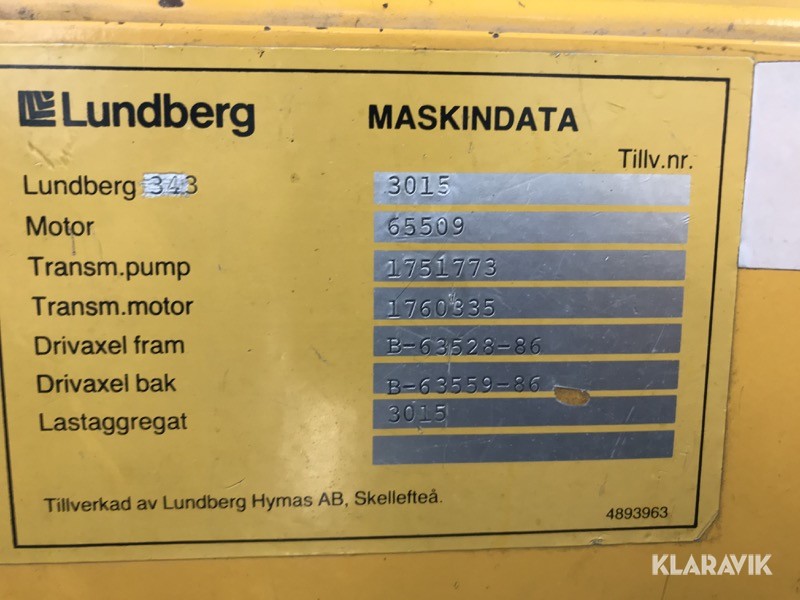 Lundberg MASKINDATA
Tillv.nr.
Lundberg 343 3015
Motor 65509
Transm.pump 1751773
Transm.motor 1760335
Drivaxel fram B-63528-86
Drivaxel bak B-63559-86
Lastaggregat 3015
Tillverkad av Lundberg Hymas AB, Skellefteå.
4893963
KLARAVIK